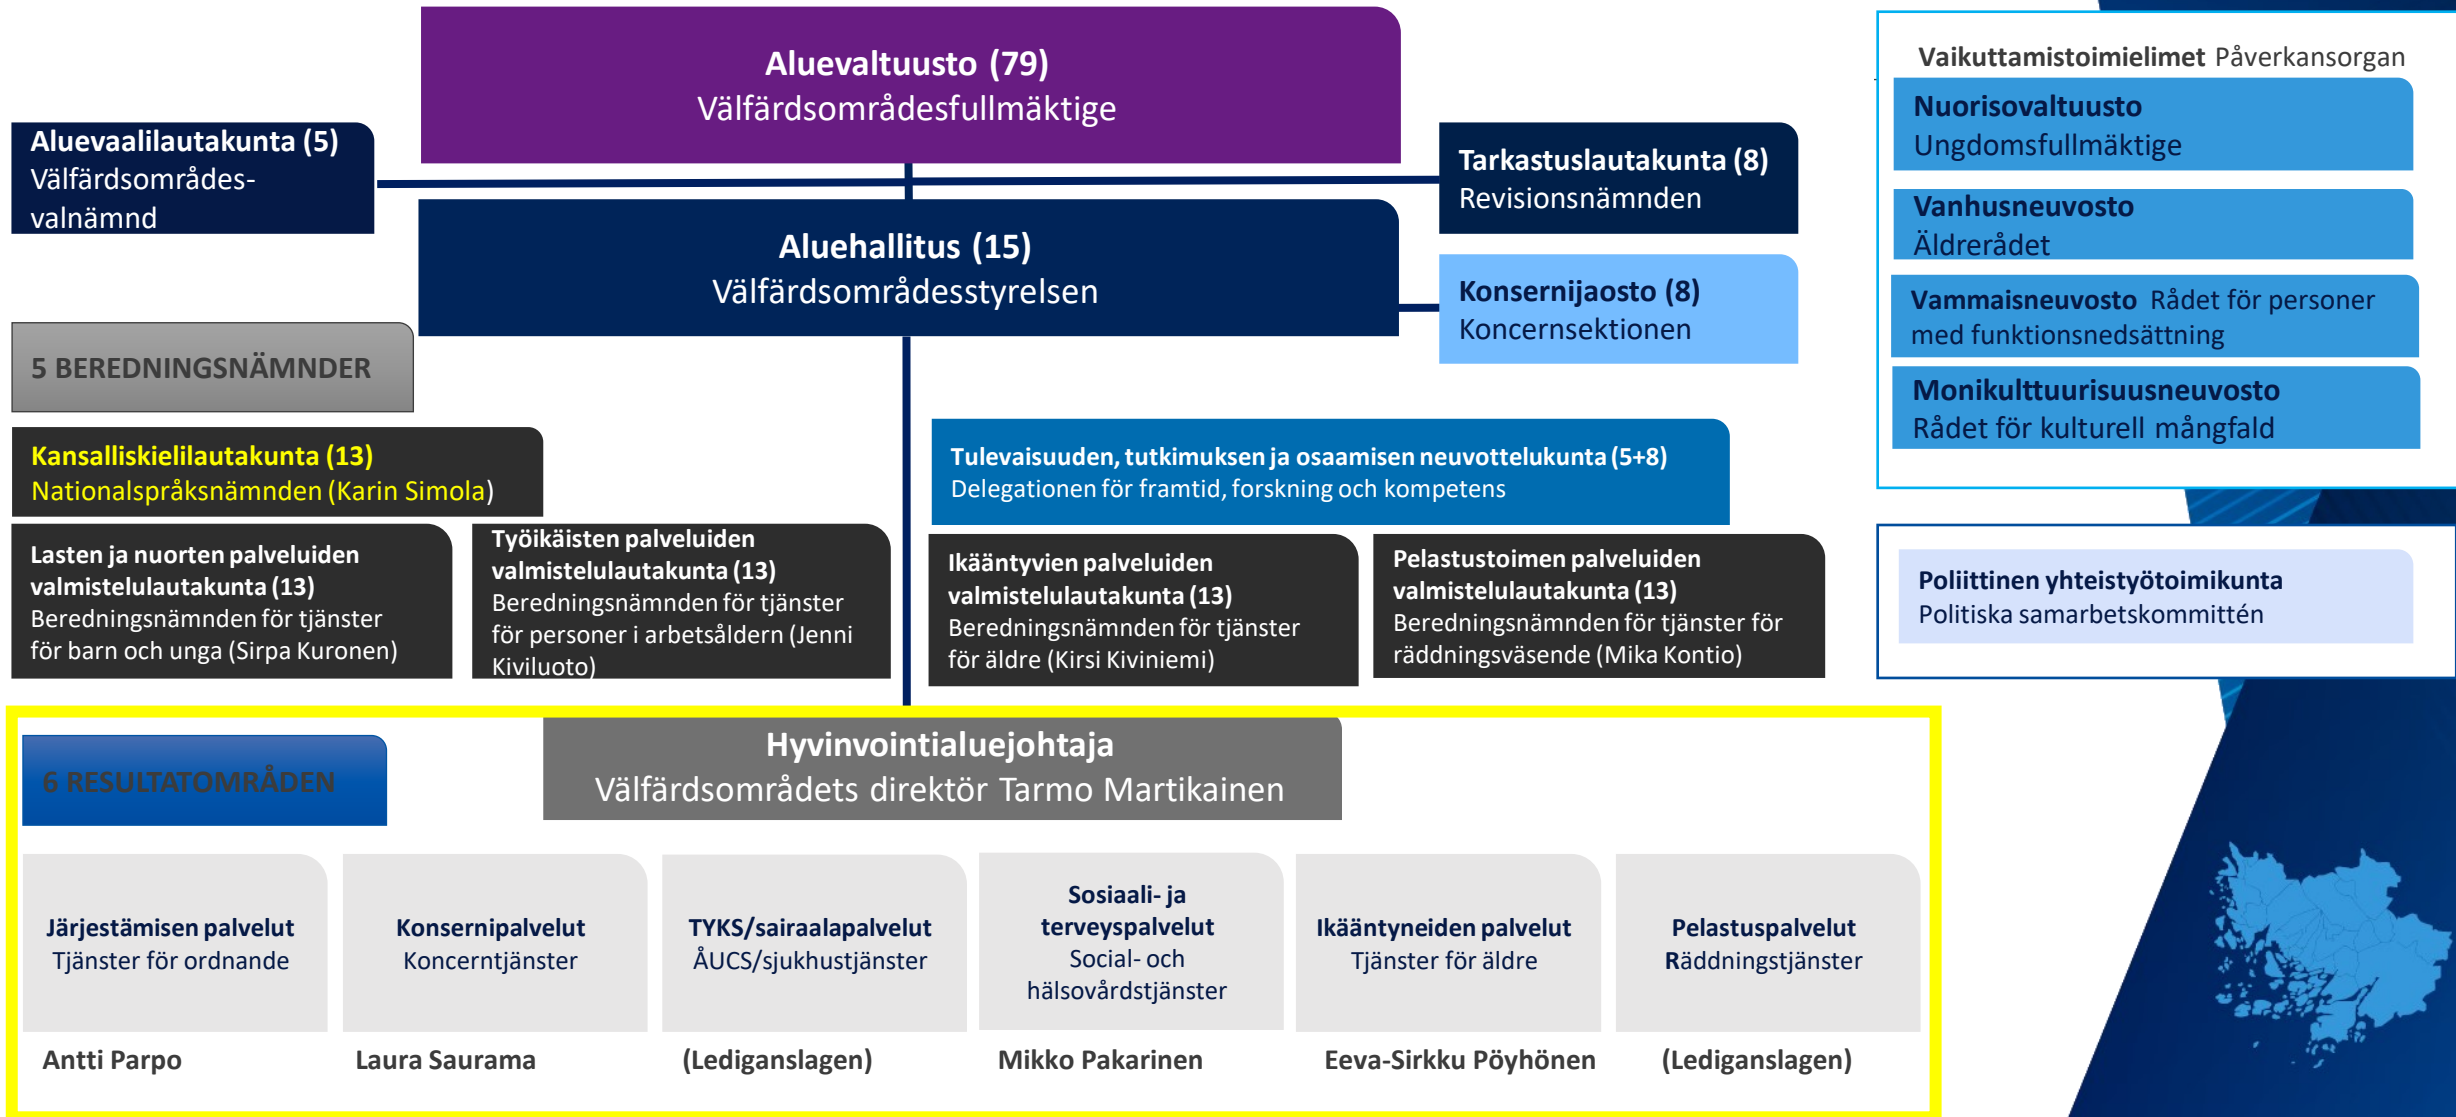 Aluevaltuusto (79)
Välfärdsområdesfullmäktige
Aluevaalilautakunta (5)
Välfärdsområdes-
valnämnd
Tarkastuslautakunta (8)
Revisionsnämnden
Aluehallitus (15)
Välfärdsområdesstyrelsen
Konsernijaosto (8)
Koncernsektionen
Vaikuttamistoimielimet Påverkansorgan
Nuorisovaltuusto
Ungdomsfullmäktige
Vanhusneuvosto
Äldrerådet
Vammaisneuvosto Rådet för personer
med funktionsnedsättning
Monikulttuurisuusneuvosto
Rådet för kulturell mångfald
5 BEREDNINGSNÄMNDER
Kansalliskielilautakunta (13)
Nationalspråksnämnden (Karin Simola)
Tulevaisuuden, tutkimuksen ja osaamisen neuvottelukunta (5+8)
Delegationen för framtid, forskning och kompetens
Lasten ja nuorten palveluiden
valmistelulautakunta (13)
Beredningsnämnden för tjänster
för barn och unga (Sirpa Kuronen)
Työikäisten palveluiden
valmistelulautakunta (13)
Beredningsnämnden för tjänster
för personer i arbetsåldern (Jenni
Kiviluoto)
Ikääntyvien palveluiden
valmistelulautakunta (13)
Beredningsnämnden för tjänster
för äldre (Kirsi Kiviniemi)
Pelastustoimen palveluiden
valmistelulautakunta (13)
Beredningsnämnden för tjänster för
räddningsväsende (Mika Kontio)
Poliittinen yhteistyötoimikunta
Politiska samarbetskommittén
6 RESULTATOMRÅDEN
Hyvinvointialuejohtaja
Välfärdsområdets direktör Tarmo Martikainen
Järjestämisen palvelut
Tjänster för ordnande
Konsernipalvelut
Koncerntjänster
TYKS/sairaalapalvelut
ÅUCS/sjukhustjänster
Sosiaali- ja
terveyspalvelut
Social- och
hälsovårdstjänster
Ikääntyneiden palvelut
Tjänster för äldre
Pelastuspalvelut
Räddningstjänster
Antti Parpo
Laura Saurama
(Lediganslagen)
Mikko Pakarinen
Eeva-Sirkku Pöyhönen
(Lediganslagen)